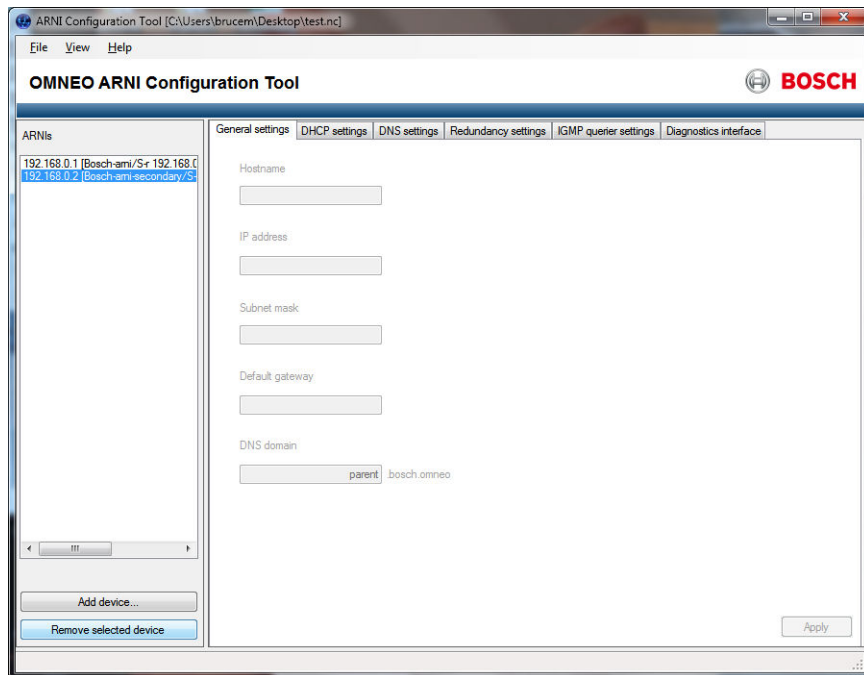 ARNI Configuration Tool [C:\Users\brucem\Desktop\test.nc]
File View Help
OMNEO ARNI Configuration Tool
BOSCH
ARNIs
General settings DHCP settings DNS settings Redundancy settings IGMP querier settings Diagnostics interface
192.168.0.1 [Bosch-arni/S-r 192.168.0
192.168.0.2 [Bosch-arni-secondary/S-
Hostname
IP address
Subnet mask
Default gateway
DNS domain
parent .bosch.omneo
Add device...
Remove selected device
Apply